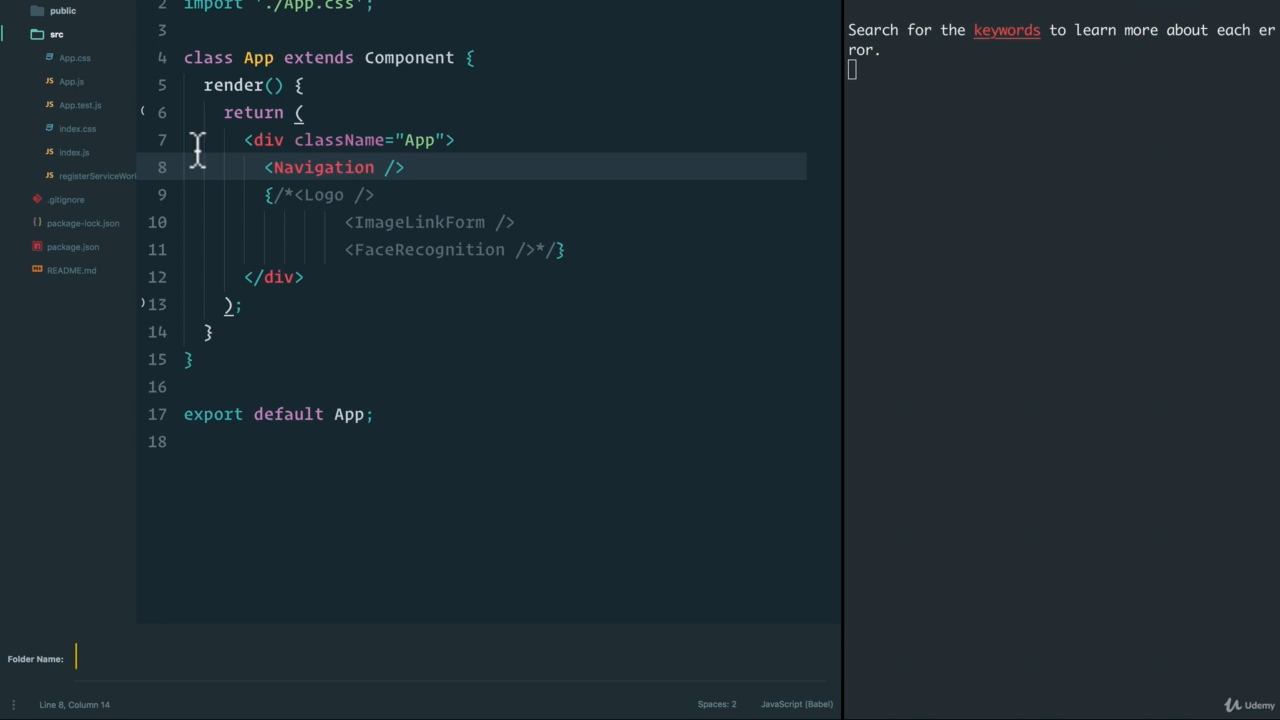 public
src
App.css
App.js
App.test.js
index.css
index.js
registerServiceWork
.gitignore
package-lock.json
package.json
README.md
2 import './App.css';
3
4 class App extends Component {
5 render() {
6 return (
7 <div className="App">
8 <Navigation />
9 {/*<Logo />
10 <ImageLinkForm />
11 <FaceRecognition />*/}
12 </div>
13 );
14 }
15 }
16
17 export default App;
18
Search for the keywords to learn more about each er
ror.
Folder Name:
Line 8, Column 14
Spaces: 2
JavaScript (Babel)
Udemy